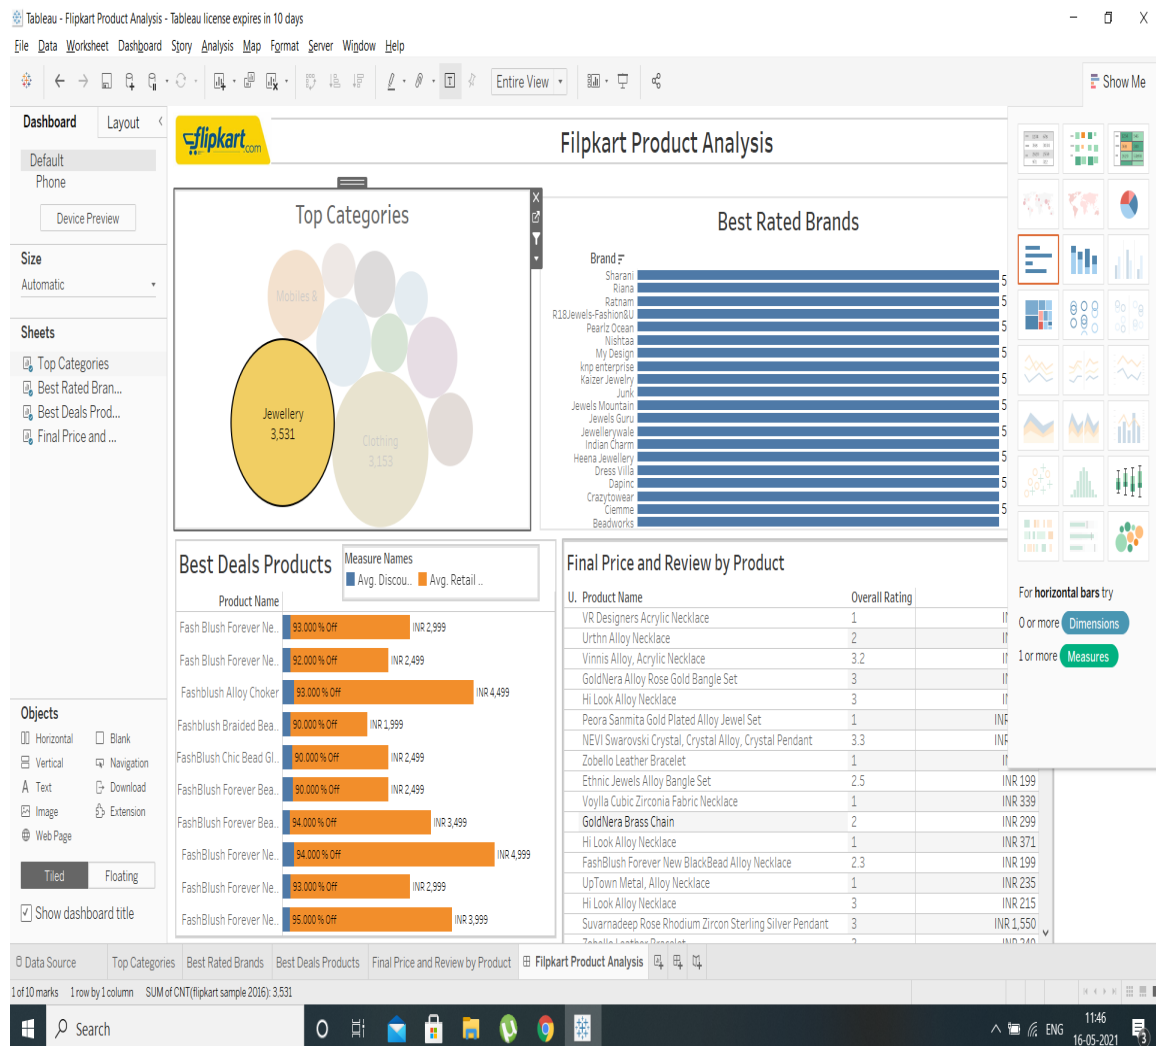 Tableau - Flipkart Product Analysis - Tableau license expires in 10 days
File Data Worksheet Dashboard Story Analysis Map Format Server Window Help
Entire View
Show Me
Dashboard Layout
Default
Phone
Device Preview
Size
Automatic
Sheets
Top Categories
Best Rated Bran...
Best Deals Prod...
Final Price and ...
Objects
Horizontal Blank
Vertical Navigation
A Text Download
Image Extension
Web Page
Tiled Floating
Show dashboard title
flipkart.com
Filpkart Product Analysis
Top Categories
Mobiles &
Jewellery
3,531
Clothing
3,153
Best Rated Brands
Brand
Sharani 5
Riana
Ratnam 5
R18Jewels-Fashion&U
Pearlz Ocean 5
Nishtaa
My Design 5
knp enterprise
Kaizer Jewelry 5
Junk
Jewels Mountain 5
Jewels Guru
Jewellerywale 5
Indian Charm
Heena Jewellery 5
Dress Villa
Dapinc 5
Crazytowear
Ciemme 5
Beadworks
Best Deals Products
Measure Names
Avg. Discou.. Avg. Retail ..
Product Name
Fash Blush Forever Ne.. 93.000 % Off INR 2,999
Fash Blush Forever Ne.. 92.000 % Off INR 2,499
Fashblush Alloy Choker 93.000 % Off INR 4,499
Fashblush Braided Bea.. 90.000 % Off INR 1,999
FashBlush Chic Bead Gl.. 90.000 % Off INR 2,499
FashBlush Forever Bea.. 90.000 % Off INR 2,499
FashBlush Forever Bea.. 94.000 % Off INR 3,499
FashBlush Forever Ne.. 94.000 % Off INR 4,999
FashBlush Forever Ne.. 93.000 % Off INR 2,999
FashBlush Forever Ne.. 95.000 % Off INR 3,999
Final Price and Review by Product
U. Product Name Overall Rating
VR Designers Acrylic Necklace 1
Urthn Alloy Necklace 2
Vinnis Alloy, Acrylic Necklace 3.2
GoldNera Alloy Rose Gold Bangle Set 3
Hi Look Alloy Necklace 3
Peora Sanmita Gold Plated Alloy Jewel Set 1
NEVI Swarovski Crystal, Crystal Alloy, Crystal Pendant 3.3
Zobello Leather Bracelet 1
Ethnic Jewels Alloy Bangle Set 2.5 INR 199
Voylla Cubic Zirconia Fabric Necklace 1 INR 339
GoldNera Brass Chain 2 INR 299
Hi Look Alloy Necklace 1 INR 371
FashBlush Forever New BlackBead Alloy Necklace 2.3 INR 199
UpTown Metal, Alloy Necklace 1 INR 235
Hi Look Alloy Necklace 3 INR 215
Suvarnadeep Rose Rhodium Zircon Sterling Silver Pendant 3 INR 1,550
For horizontal bars try
0 or more Dimensions
1 or more Measures
Data Source Top Categories Best Rated Brands Best Deals Products Final Price and Review by Product Filpkart Product Analysis
1 of 10 marks 1 row by 1 column SUM of CNT(flipkart sample 2016): 3,531
Search
ENG
11:46
16-05-2021
3